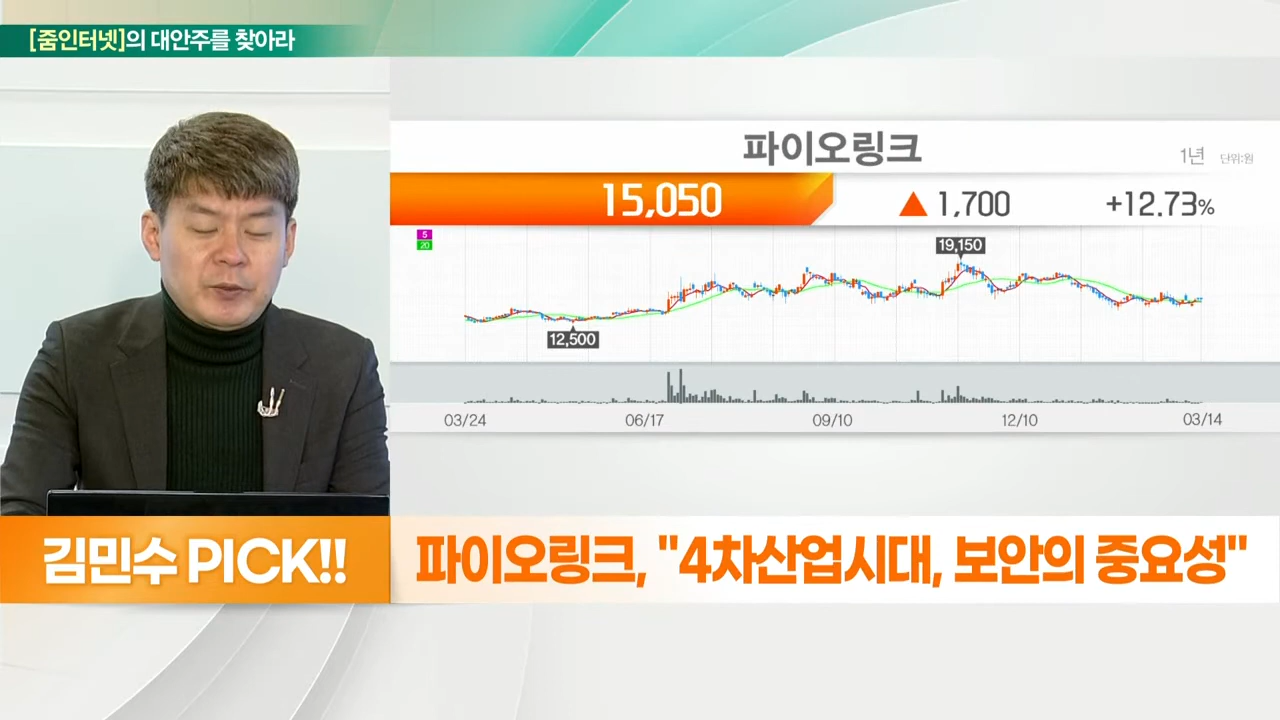 [줌인터넷]의 대안주를 찾아라
파이오링크
1년 단위:원
15,050 ▲ 1,700 +12.73%
5
20
19,150
12,500
03/24 06/17 09/10 12/10 03/14
김민수 PICK!!
파이오링크, "4차산업시대, 보안의 중요성"